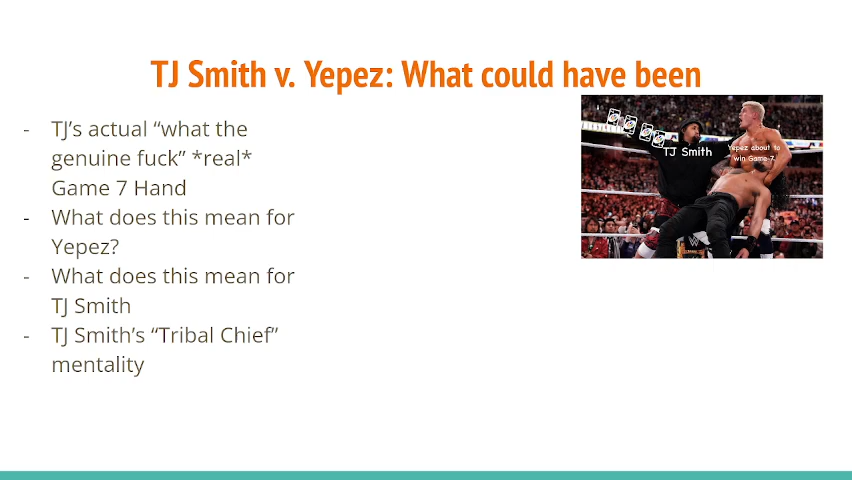 TJ Smith v. Yepez: What could have been
- TJ’s actual “what the
genuine fuck” *real*
Game 7 Hand
- What does this mean for
Yepez?
- What does this mean for
TJ Smith
- TJ Smith’s “Tribal Chief”
mentality
TJ Smith
Yepez about to
win Game 7